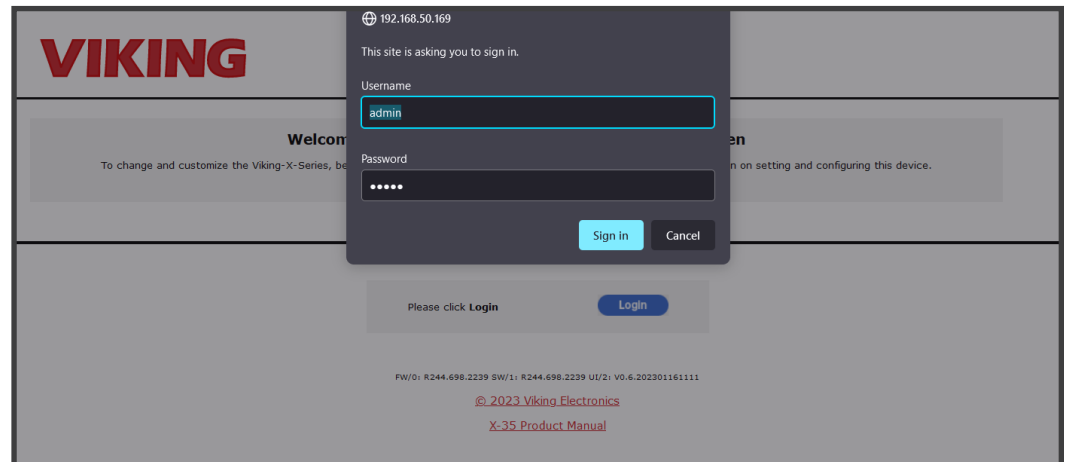 192.168.50.169
This site is asking you to sign in.
VIKING
Username
admin
Welcom
en
Password
To change and customize the Viking-X-Series, be
n on setting and configuring this device.
•••••
Sign in Cancel
Please click Login Login
FW/0: R244.698.2239 SW/1: R244.698.2239 UI/2: V0.6.202301161111
© 2023 Viking Electronics
X-35 Product Manual